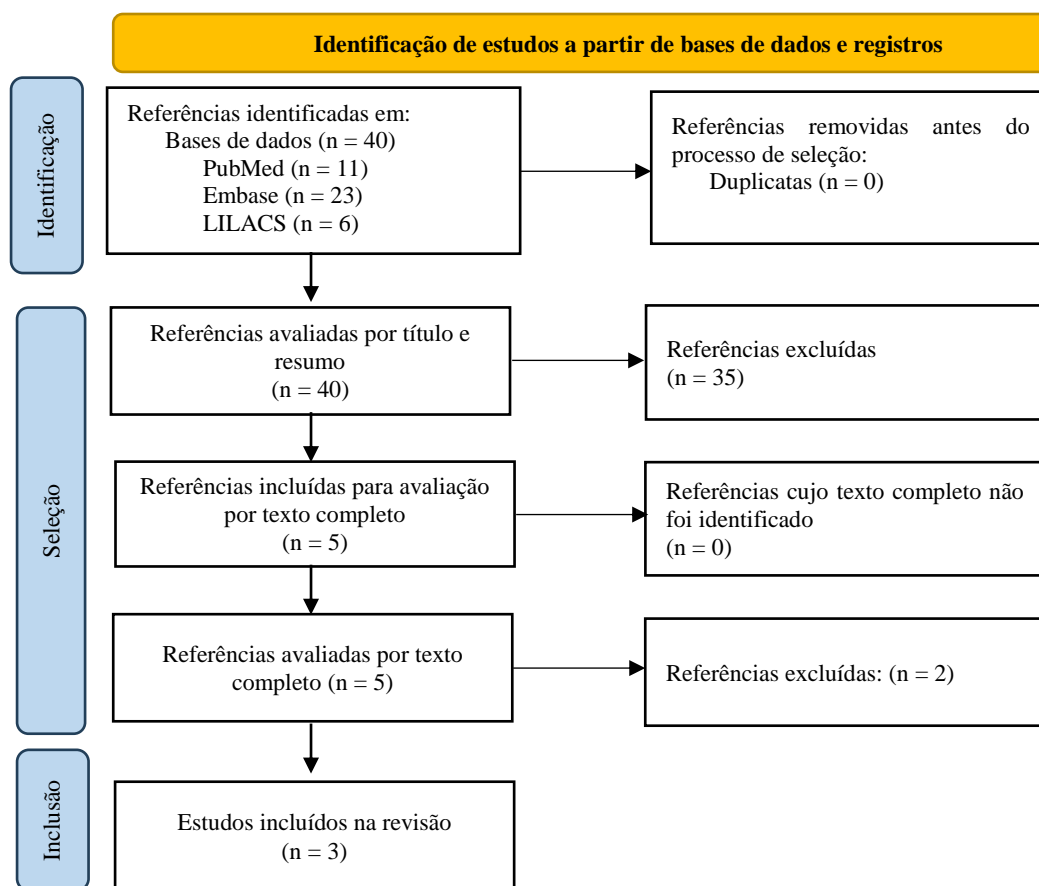 Identificação de estudos a partir de bases de dados e registros
Identificação
Referências identificadas em:
Bases de dados (n = 40)
PubMed (n = 11)
Embase (n = 23)
LILACS (n = 6)
Referências removidas antes do
processo de seleção:
Duplicatas (n = 0)
Seleção
Referências avaliadas por título e
resumo
(n = 40)
Referências excluídas
(n = 35)
Referências incluídas para avaliação
por texto completo
(n = 5)
Referências cujo texto completo não
foi identificado
(n = 0)
Referências avaliadas por texto
completo (n = 5)
Referências excluídas: (n = 2)
Inclusão
Estudos incluídos na revisão
(n = 3)